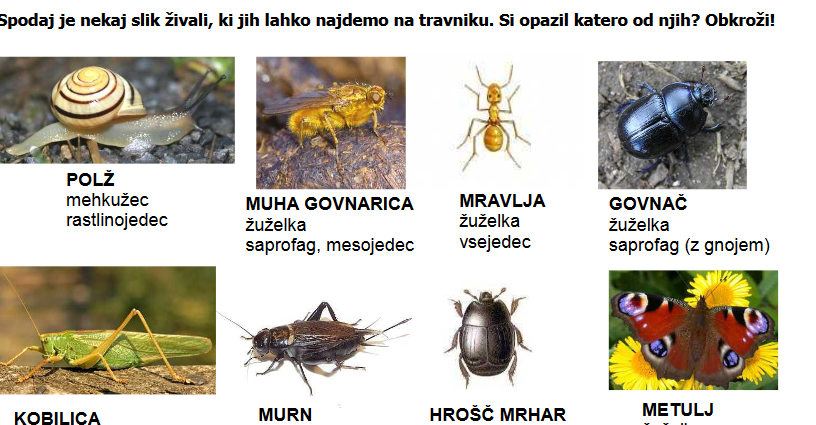 Spodaj je nekaj slik živali, ki jih lahko najdemo na travniku. Si opazil katero od njih? Obkroži!
POLŽ
mehkužec
rastlinojedec
MUHA GOVNARICA
žuželka
saprofag, mesojedec
MRAVLJA
žuželka
vsejedec
GOVNAČ
žuželka
saprofag (z gnojem)
KOBILICA
MURN
HROŠČ MRHAR
METULJ